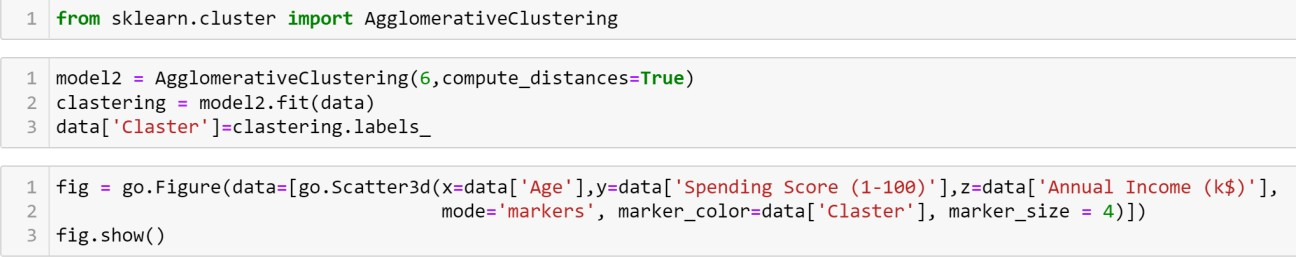 1 from sklearn.cluster import AgglomerativeClustering
1 model2 = AgglomerativeClustering(6,compute_distances=True)
2 clastering = model2.fit(data)
3 data['Claster']=clastering.labels_
1 fig = go.Figure(data=[go.Scatter3d(x=data['Age'],y=data['Spending Score (1-100)'],z=data['Annual Income (k$)'],
2 mode='markers', marker_color=data['Claster'], marker_size = 4)])
3 fig.show()